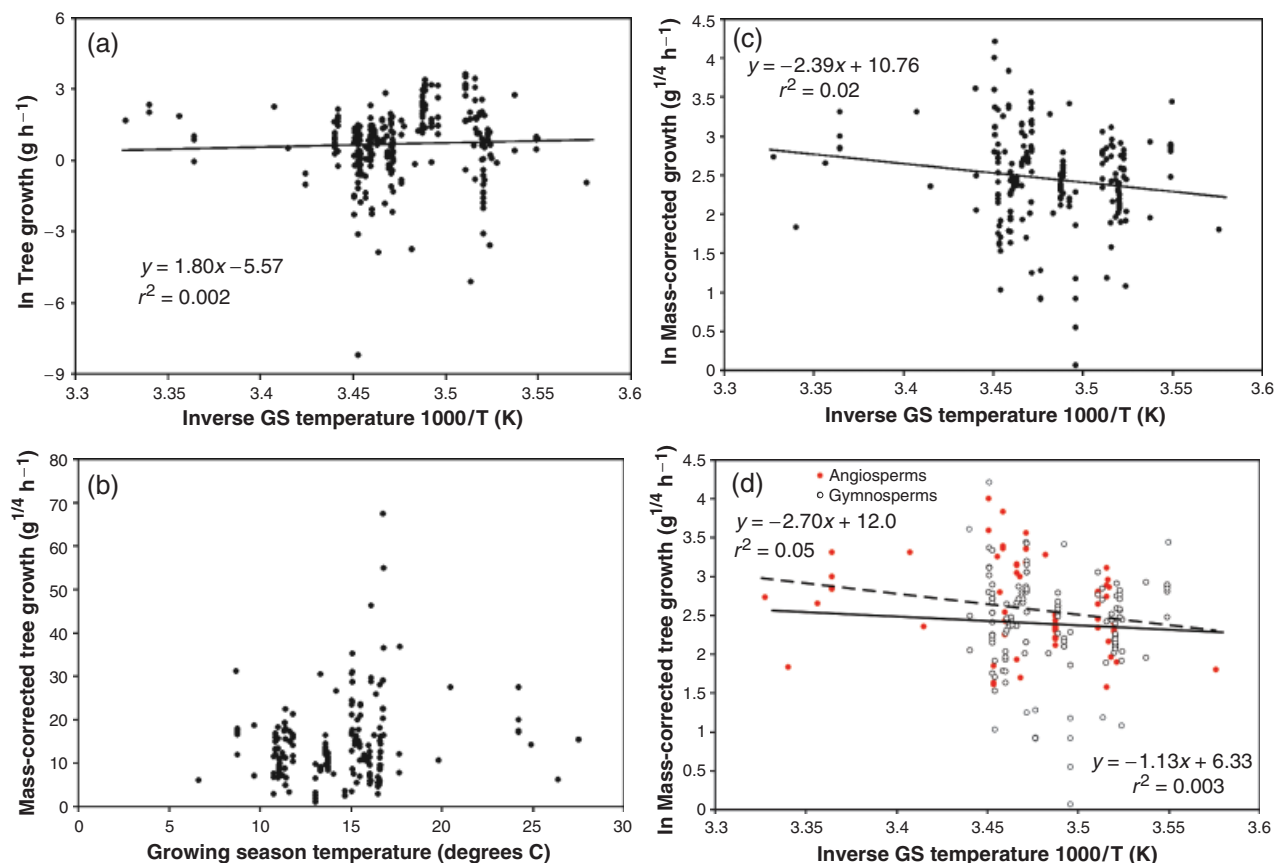 (a)
ln Tree growth (g h−1)
6
3
0
−3
−6
−9
y = 1.80x −5.57
r2 = 0.002
3.3 3.35 3.4 3.45 3.5 3.55 3.6
Inverse GS temperature 1000/T (K)
(c)
ln Mass-corrected growth (g1/4 h−1)
4.5
4
3.5
3
2.5
2
1.5
1
0.5
0
y = −2.39x + 10.76
r2 = 0.02
3.3 3.35 3.4 3.45 3.5 3.55 3.6
Inverse GS temperature 1000/T (K)
(b)
Mass-corrected tree growth (g1/4 h−1)
80
70
60
50
40
30
20
10
0
0 5 10 15 20 25 30
Growing season temperature (degrees C)
(d)
ln Mass-corrected tree growth (g1/4 h−1)
4.5
4
3.5
3
2.5
2
1.5
1
0.5
0
Angiosperms
Gymnosperms
y = −2.70x + 12.0
r2 = 0.05
y = −1.13x + 6.33
r2 = 0.003
3.3 3.35 3.4 3.45 3.5 3.55 3.6
Inverse GS temperature 1000/T (K)